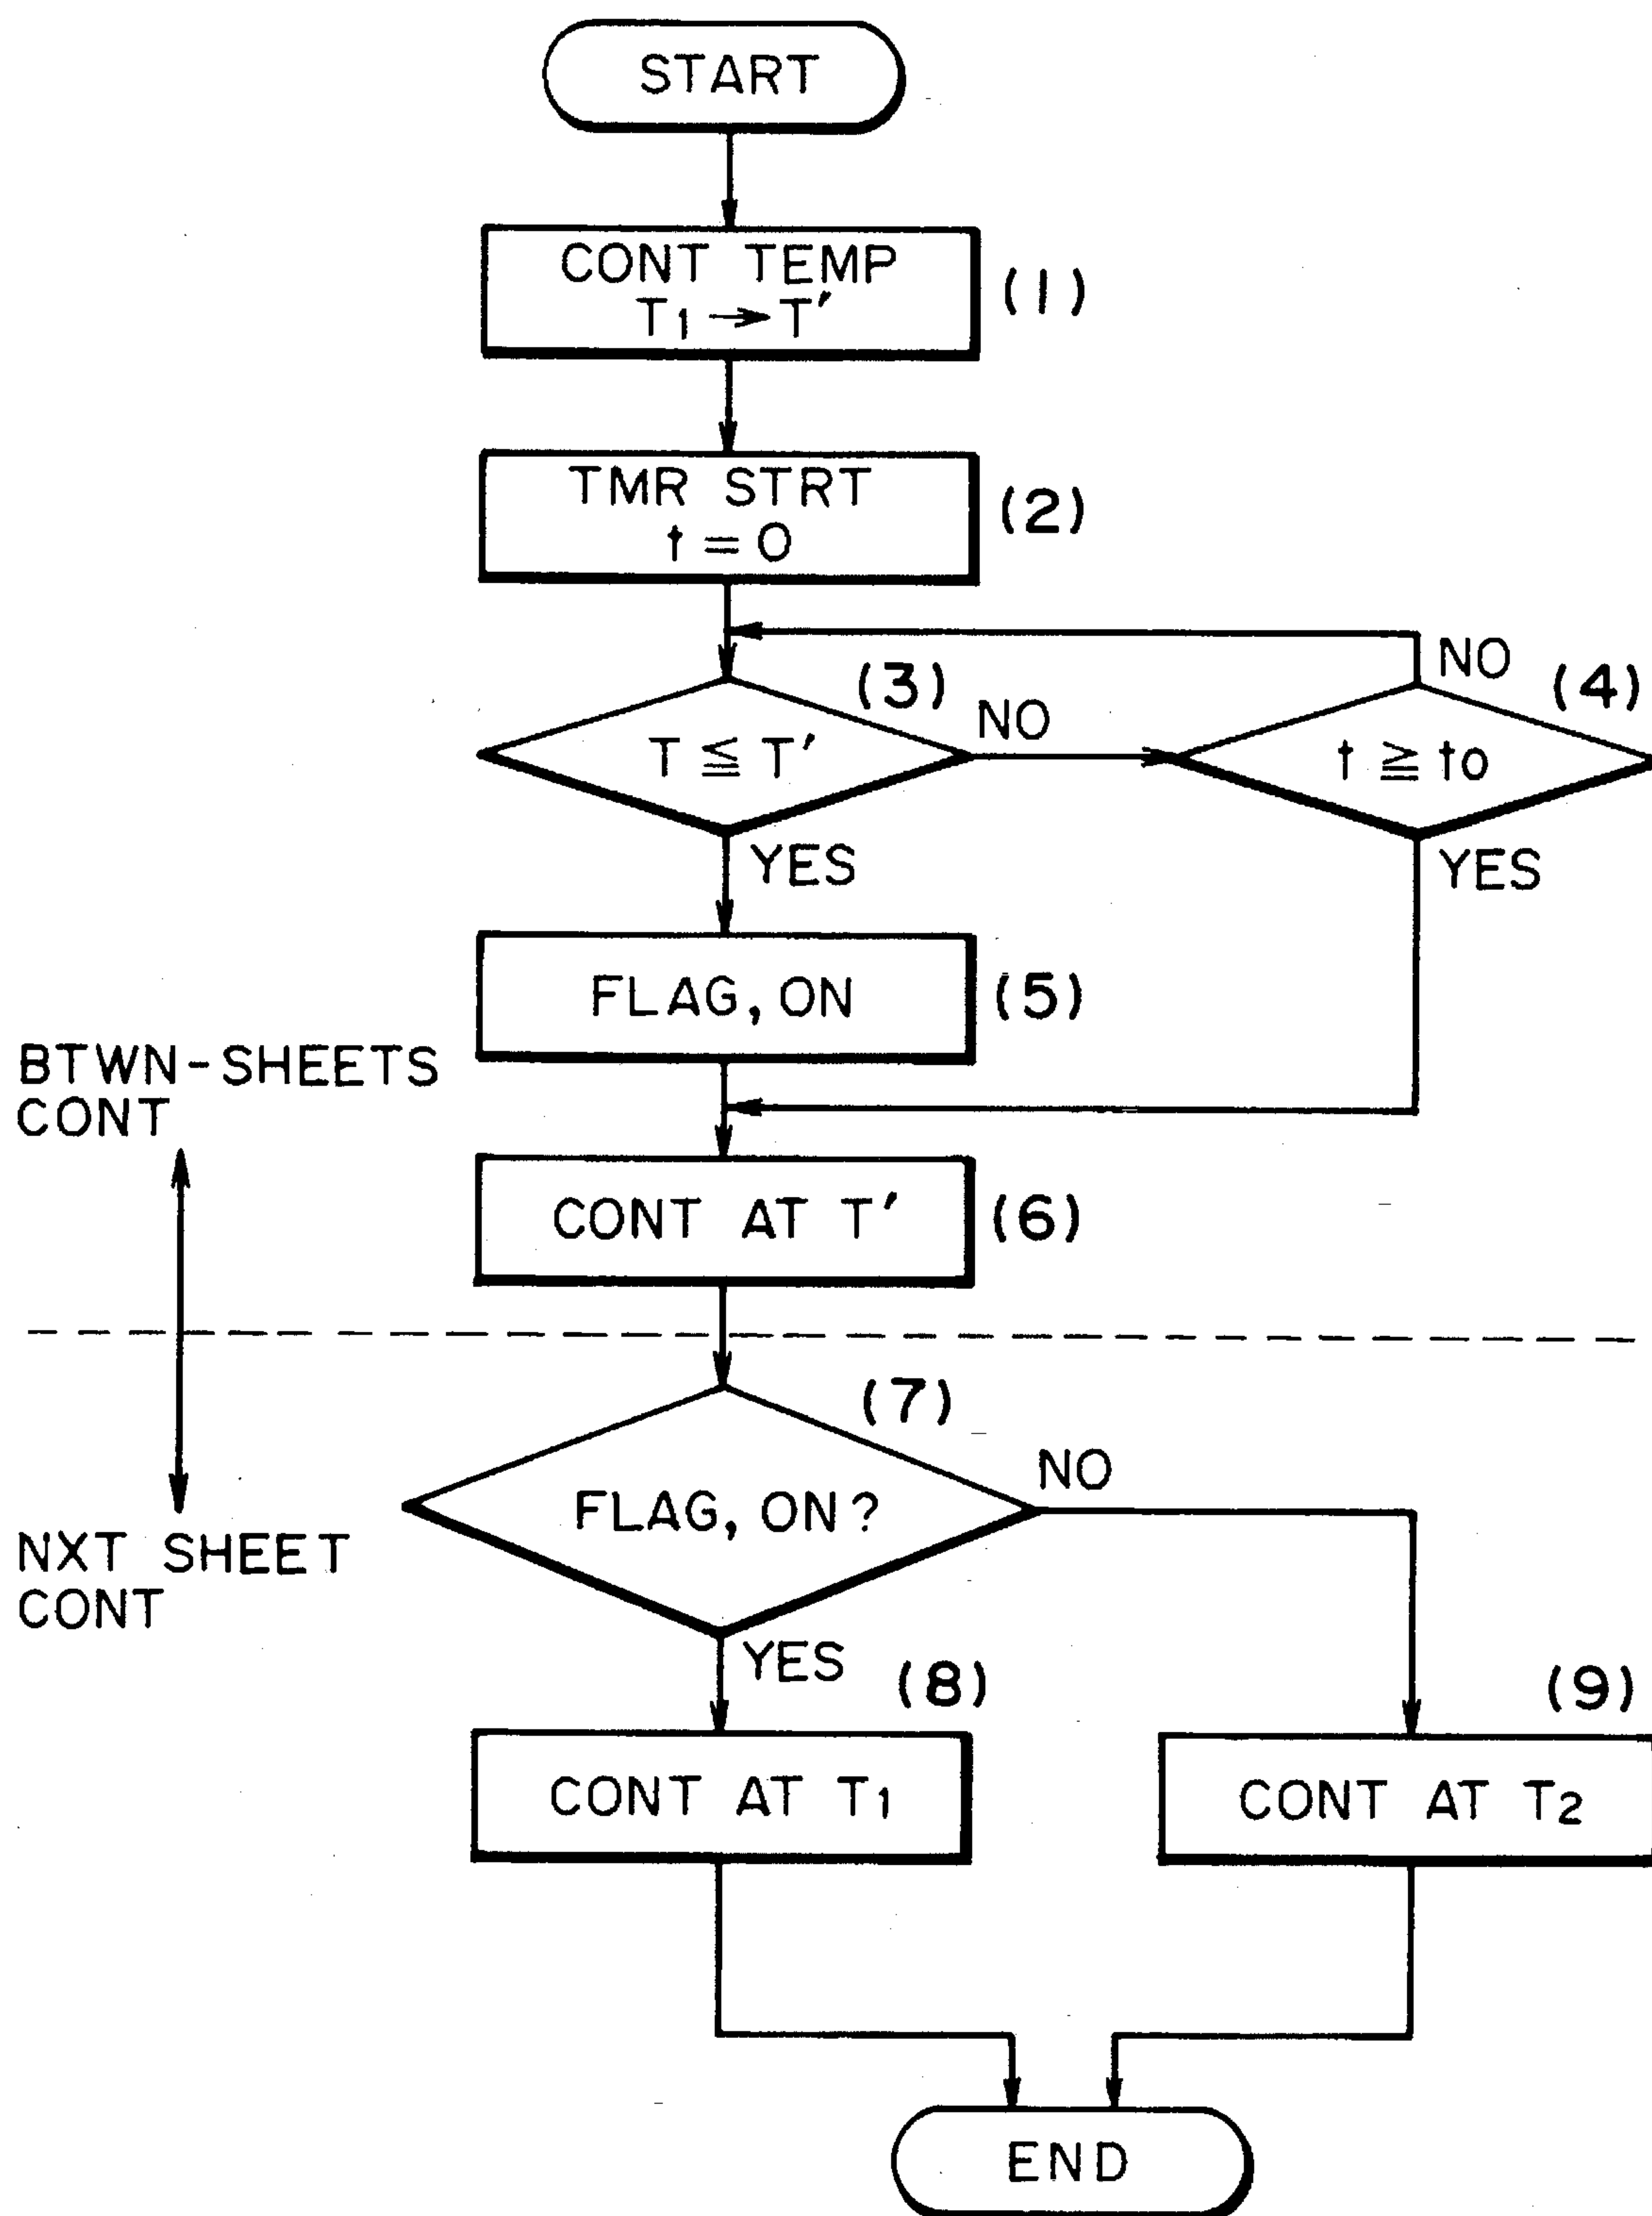 START
CONT TEMP
T1 → T′
(1)
TMR STRT
t = 0
(2)
(3)
T ≦ T′
NO
NO
(4)
t ≧ to
YES
YES
FLAG, ON
(5)
BTWN-SHEETS
CONT
CONT AT T′
(6)
(7)
FLAG, ON?
NO
NXT SHEET
CONT
YES
(8)
CONT AT T1
(9)
CONT AT T2
END